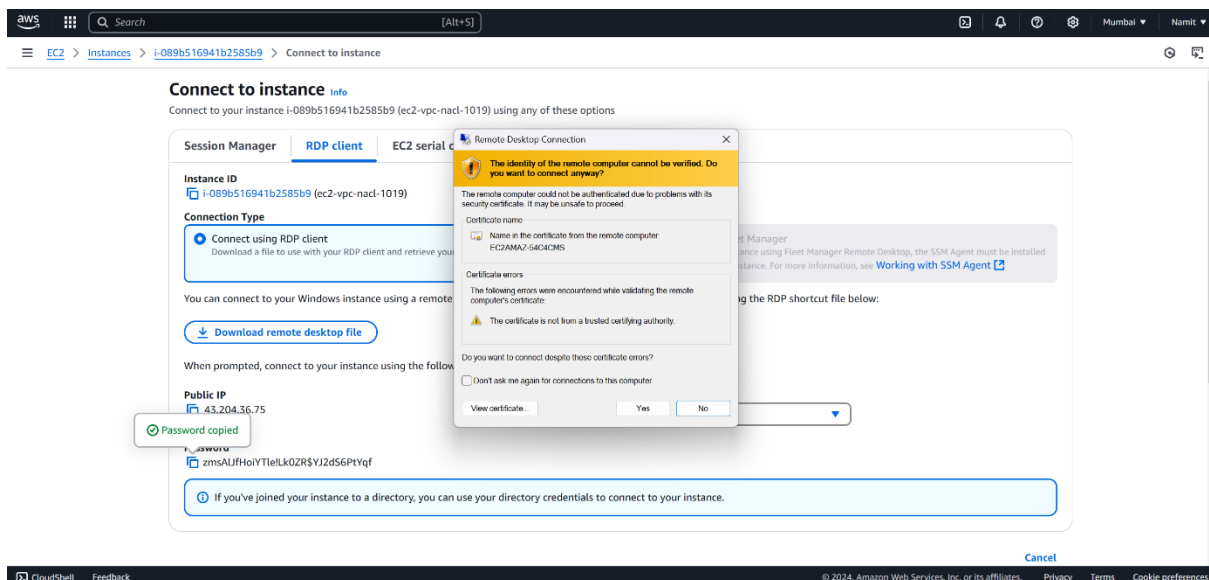 aws
Search [Alt+S] Mumbai ▼ Namit ▼
EC2 > Instances > i-089b516941b2585b9 > Connect to instance
Connect to instance Info
Connect to your instance i-089b516941b2585b9 (ec2-vpc-nacl-1019) using any of these options
Session Manager RDP client EC2 serial c
Remote Desktop Connection
The identity of the remote computer cannot be verified. Do
you want to connect anyway?
The remote computer could not be authenticated due to problems with its
security certificate. It may be unsafe to proceed.
Certificate name
Name in the certificate from the remote computer
EC2AMAZ-54C4CMS
Certificate errors
The following errors were encountered while validating the remote
computer's certificate:
The certificate is not from a trusted certifying authority.
Do you want to connect despite these certificate errors?
Don't ask me again for connections to this computer
View certificate... Yes No
Instance ID
i-089b516941b2585b9 (ec2-vpc-nacl-1019)
Connection Type
Connect using RDP client
Download a file to use with your RDP client and retrieve your
et Manager
ance using Fleet Manager Remote Desktop, the SSM Agent must be installed
stance. For more information, see Working with SSM Agent
You can connect to your Windows instance using a remote
g the RDP shortcut file below:
Download remote desktop file
When prompted, connect to your instance using the follow
Public IP
43.204.36.75
Password copied
Password
zmsAlJfHoiYTle!Lk0ZR$YJ2dS6PtYqf
If you've joined your instance to a directory, you can use your directory credentials to connect to your instance.
Cancel
CloudShell Feedback © 2024, Amazon Web Services, Inc. or its affiliates. Privacy Terms Cookie preferences